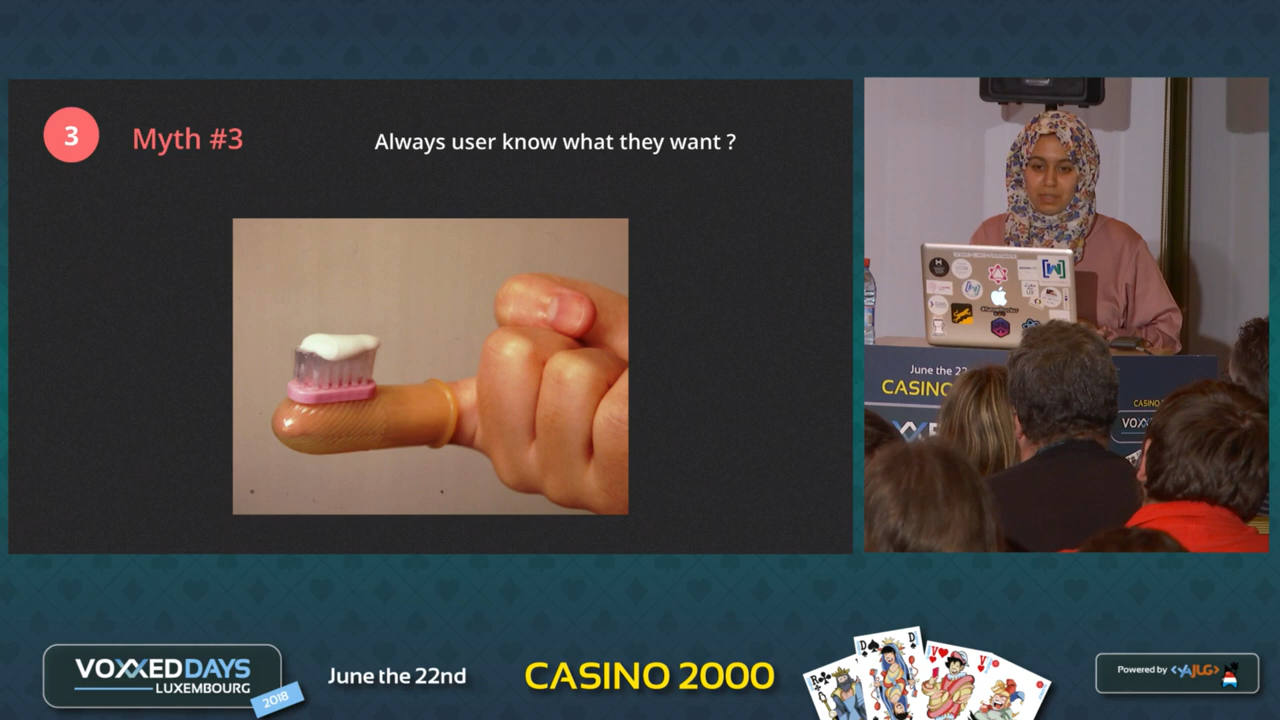 3
Myth #3
Always user know what they want ?
June the 22
CASINO
CASINO
VOXXEDDAYS
LUXEMBOURG
2018
June the 22nd
CASINO 2000
R
D
D
V
V
Powered by <YAJUG>